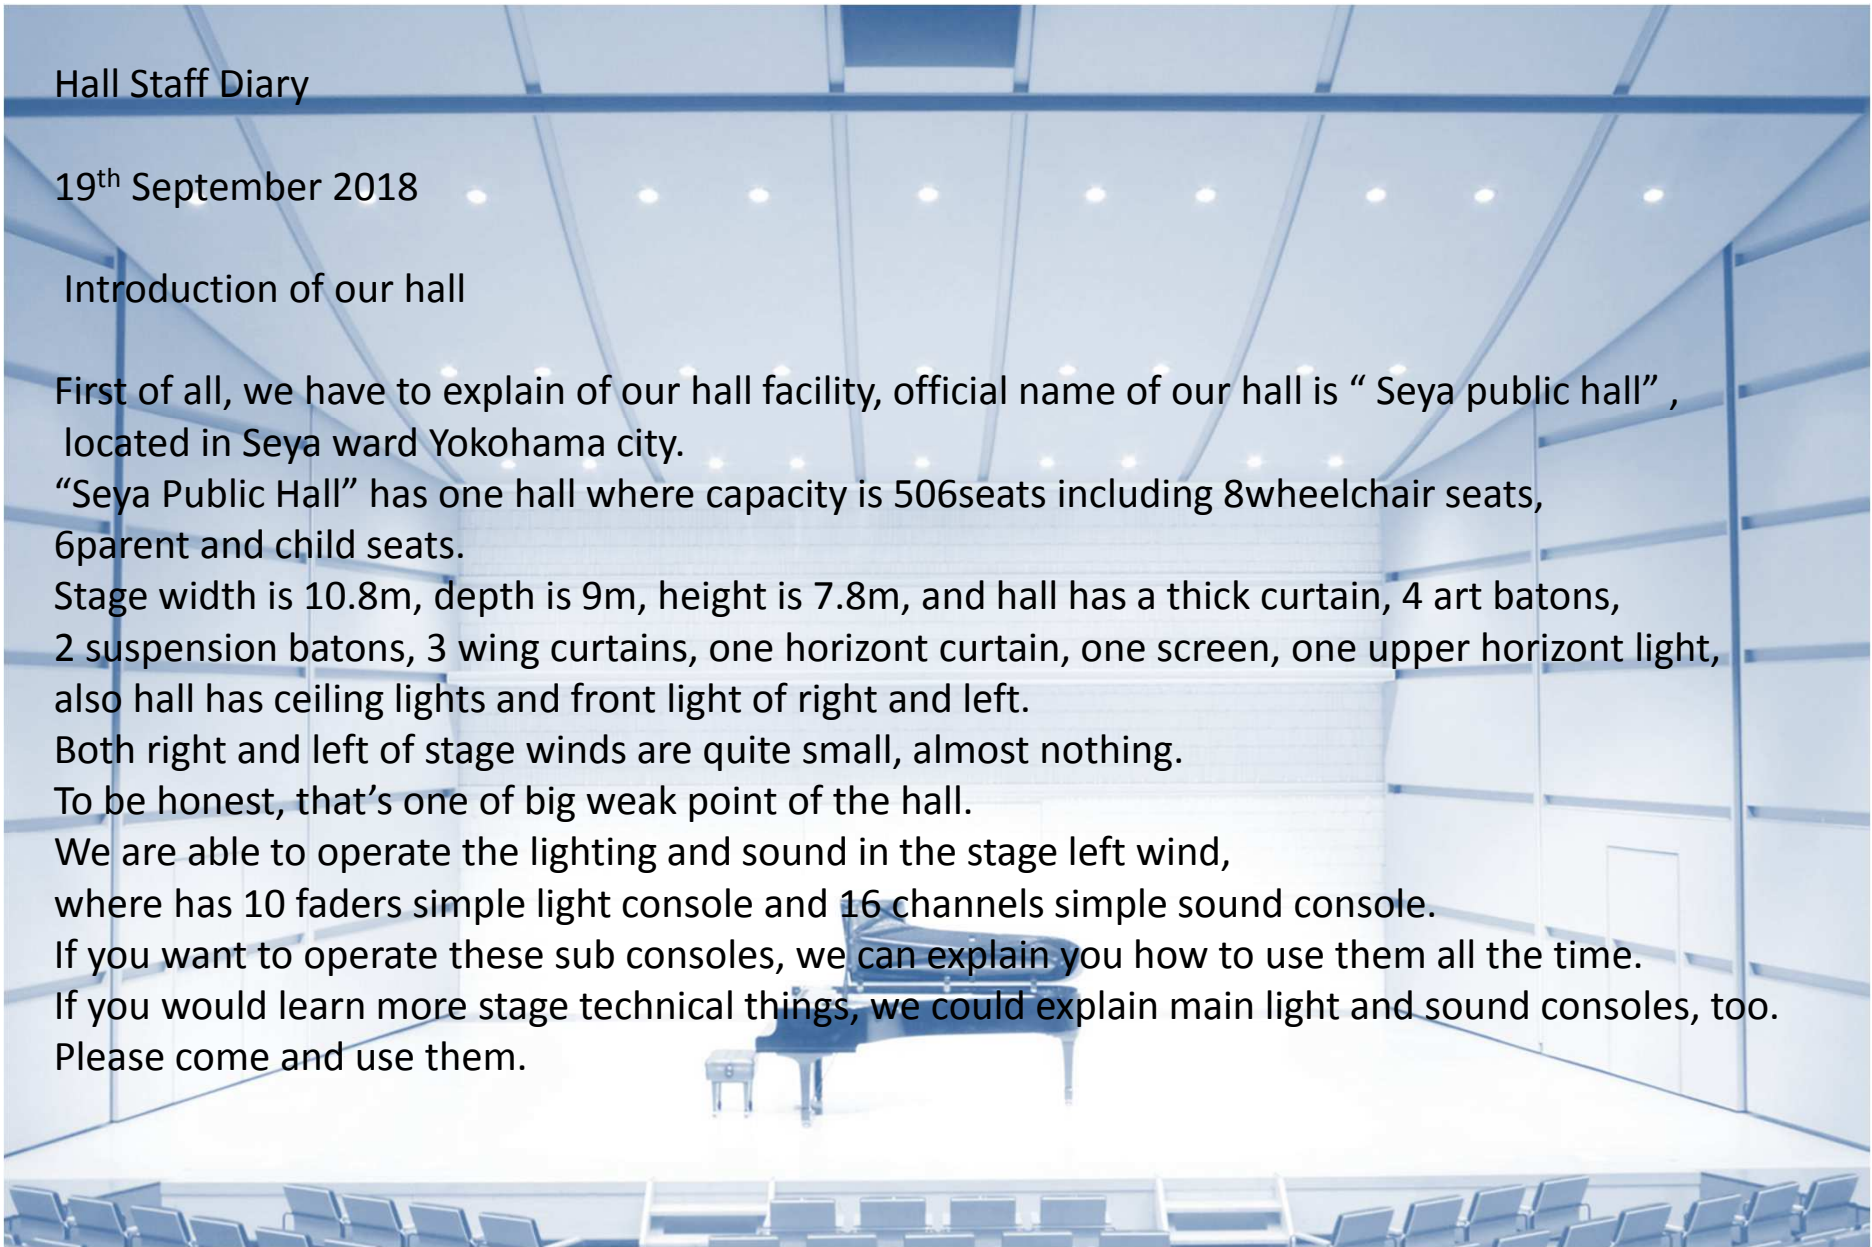 Hall Staff Diary
19th September 2018
Introduction of our hall
First of all, we have to explain of our hall facility, official name of our hall is “ Seya public hall” ,
located in Seya ward Yokohama city.
“Seya Public Hall” has one hall where capacity is 506seats including 8wheelchair seats,
6parent and child seats.
Stage width is 10.8m, depth is 9m, height is 7.8m, and hall has a thick curtain, 4 art batons,
2 suspension batons, 3 wing curtains, one horizont curtain, one screen, one upper horizont light,
also hall has ceiling lights and front light of right and left.
Both right and left of stage winds are quite small, almost nothing.
To be honest, that’s one of big weak point of the hall.
We are able to operate the lighting and sound in the stage left wind,
where has 10 faders simple light console and 16 channels simple sound console.
If you want to operate these sub consoles, we can explain you how to use them all the time.
If you would learn more stage technical things, we could explain main light and sound consoles, too.
Please come and use them.